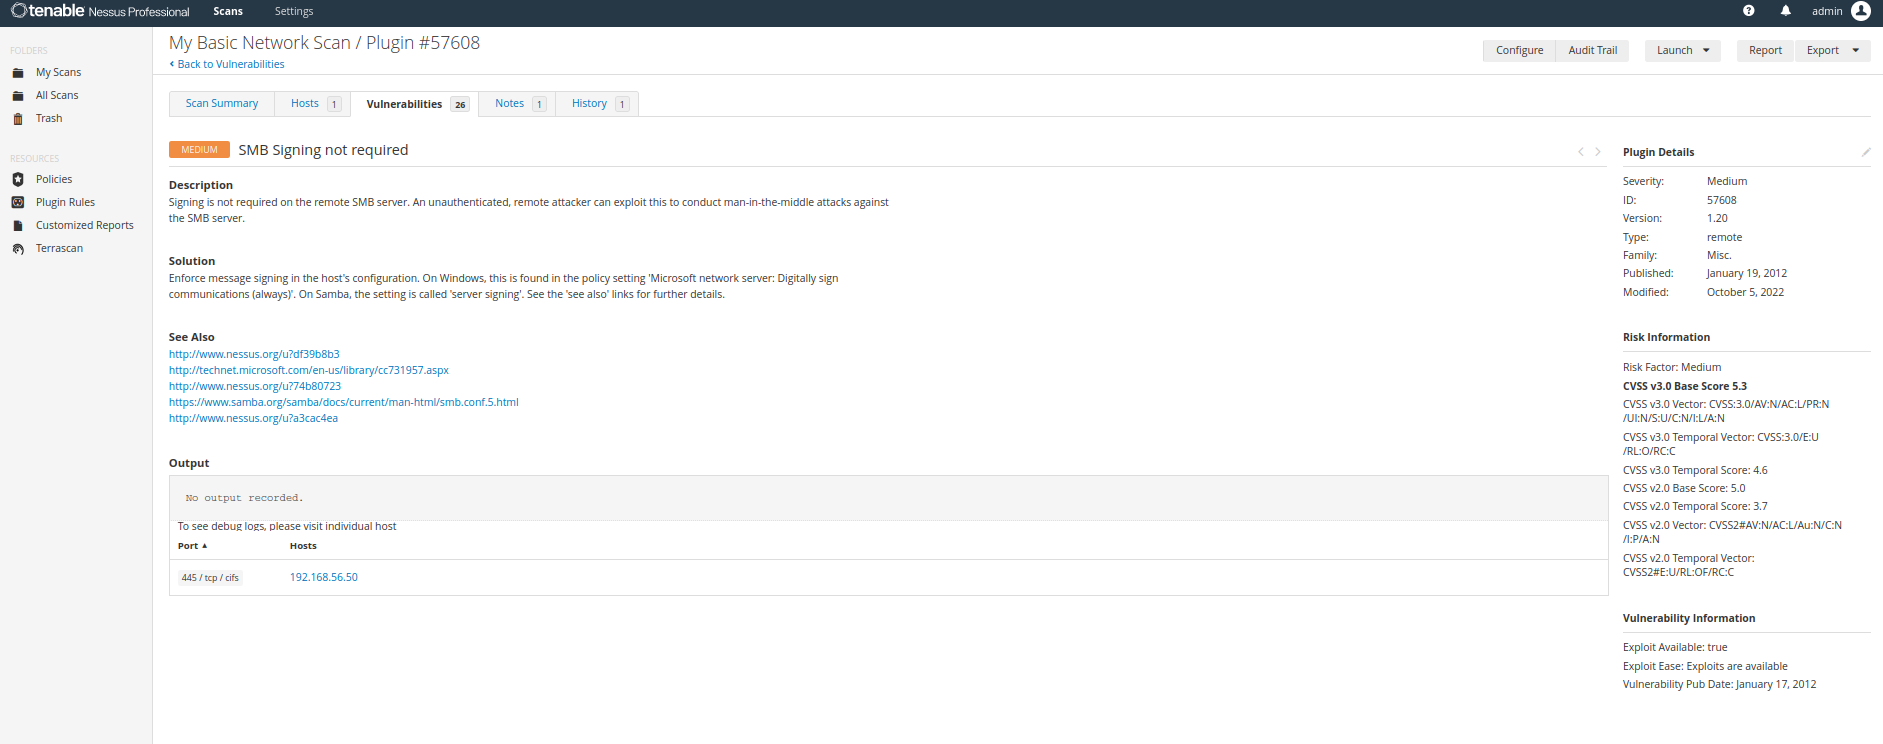 tenable Nessus Professional Scans Settings admin
FOLDERS
My Scans
All Scans
Trash
RESOURCES
Policies
Plugin Rules
Customized Reports
Terrascan
My Basic Network Scan / Plugin #57608
Back to Vulnerabilities
Configure Audit Trail Launch Report Export
Scan Summary Hosts 1 Vulnerabilities 26 Notes 1 History 1
MEDIUM SMB Signing not required
Description
Signing is not required on the remote SMB server. An unauthenticated, remote attacker can exploit this to conduct man-in-the-middle attacks against
the SMB server.
Solution
Enforce message signing in the host's configuration. On Windows, this is found in the policy setting 'Microsoft network server: Digitally sign
communications (always)'. On Samba, the setting is called 'server signing'. See the 'see also' links for further details.
See Also
http://www.nessus.org/u?df39b8b3
http://technet.microsoft.com/en-us/library/cc731957.aspx
http://www.nessus.org/u?74b80723
https://www.samba.org/samba/docs/current/man-html/smb.conf.5.html
http://www.nessus.org/u?a3cac4ea
Output
No output recorded.
To see debug logs, please visit individual host
Port Hosts
445 / tcp / cifs 192.168.56.50
Plugin Details
Severity: Medium
ID: 57608
Version: 1.20
Type: remote
Family: Misc.
Published: January 19, 2012
Modified: October 5, 2022
Risk Information
Risk Factor: Medium
CVSS v3.0 Base Score 5.3
CVSS v3.0 Vector: CVSS:3.0/AV:N/AC:L/PR:N
/UI:N/S:U/C:N/I:L/A:N
CVSS v3.0 Temporal Vector: CVSS:3.0/E:U
/RL:O/RC:C
CVSS v3.0 Temporal Score: 4.6
CVSS v2.0 Base Score: 5.0
CVSS v2.0 Temporal Score: 3.7
CVSS v2.0 Vector: CVSS2#AV:N/AC:L/Au:N/C:N
/I:P/A:N
CVSS v2.0 Temporal Vector:
CVSS2#E:U/RL:OF/RC:C
Vulnerability Information
Exploit Available: true
Exploit Ease: Exploits are available
Vulnerability Pub Date: January 17, 2012